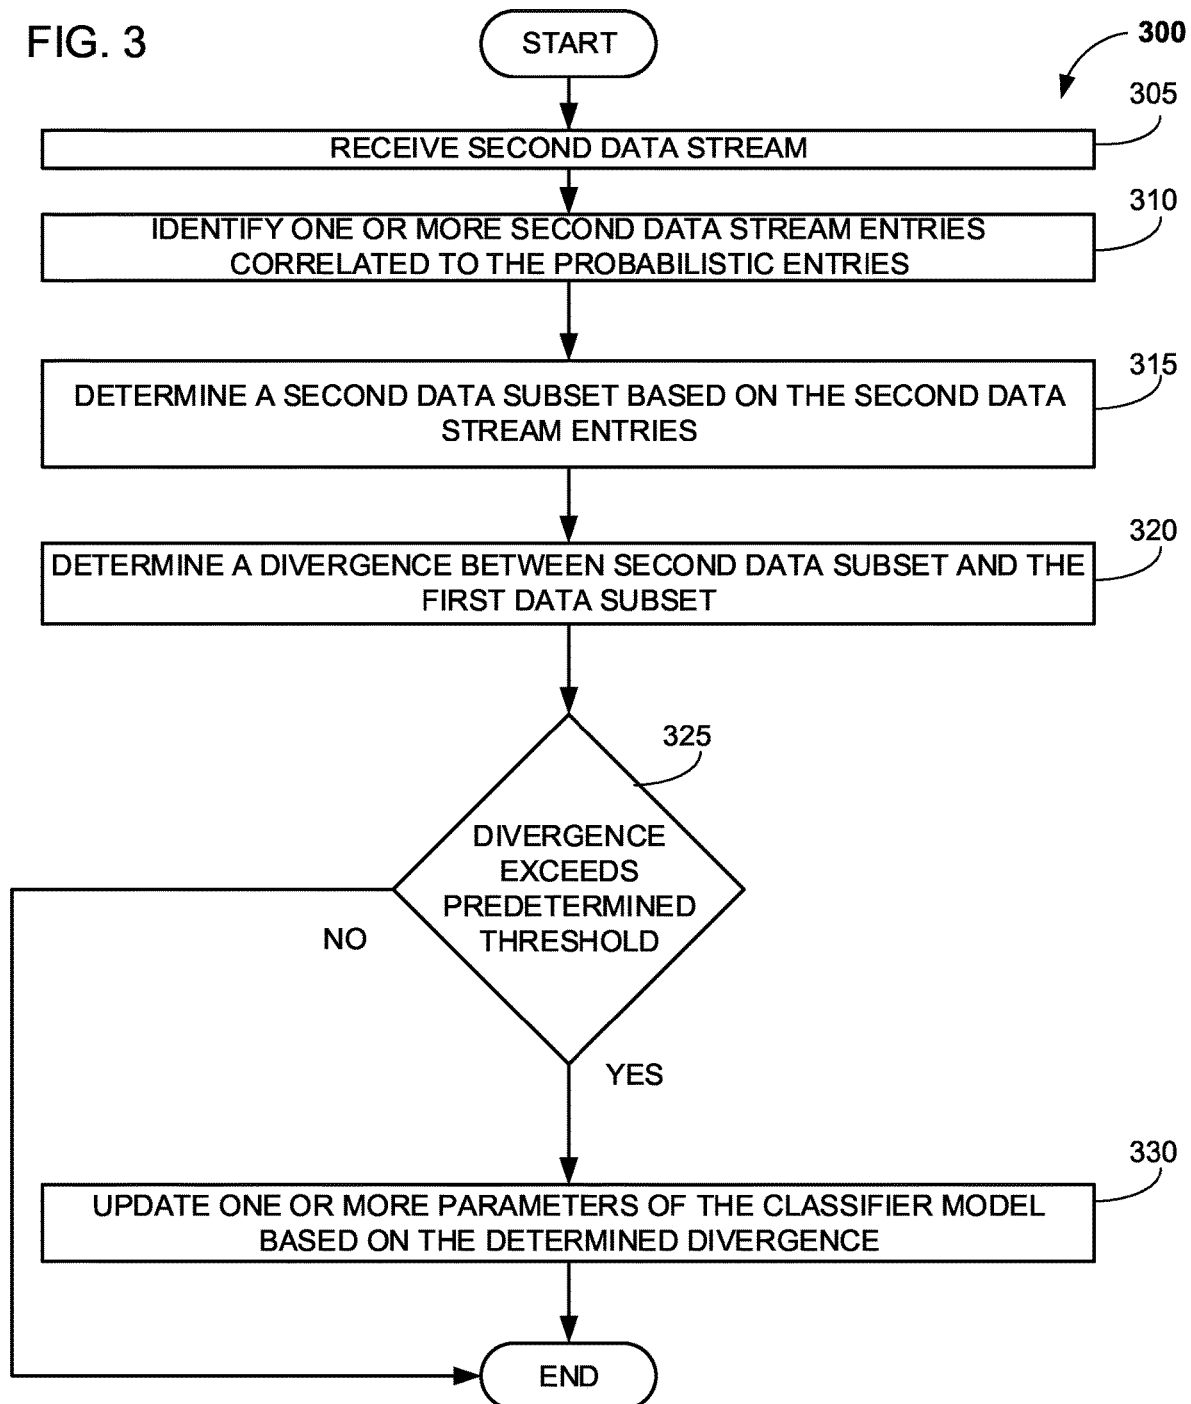 FIG. 3
START
300
305
RECEIVE SECOND DATA STREAM
310
IDENTIFY ONE OR MORE SECOND DATA STREAM ENTRIES
CORRELATED TO THE PROBABILISTIC ENTRIES
315
DETERMINE A SECOND DATA SUBSET BASED ON THE SECOND DATA
STREAM ENTRIES
320
DETERMINE A DIVERGENCE BETWEEN SECOND DATA SUBSET AND THE
FIRST DATA SUBSET
325
DIVERGENCE
EXCEEDS
PREDETERMINED
THRESHOLD
NO
YES
330
UPDATE ONE OR MORE PARAMETERS OF THE CLASSIFIER MODEL
BASED ON THE DETERMINED DIVERGENCE
END